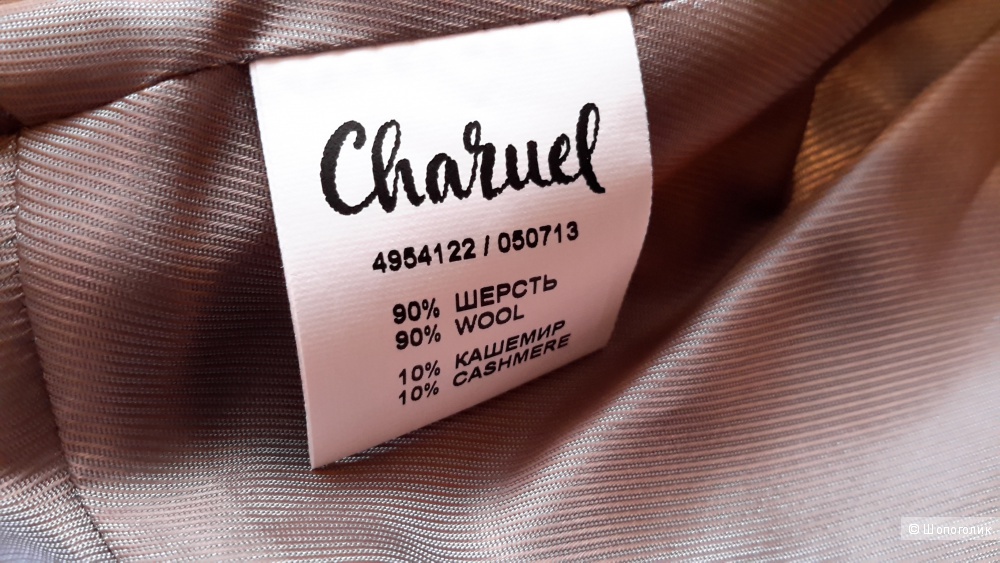 Charuel
4954122 / 050713
90% ШЕРСТЬ
90% WOOL
10% КАШЕМИР
10% CASHMERE
© Шопоголик